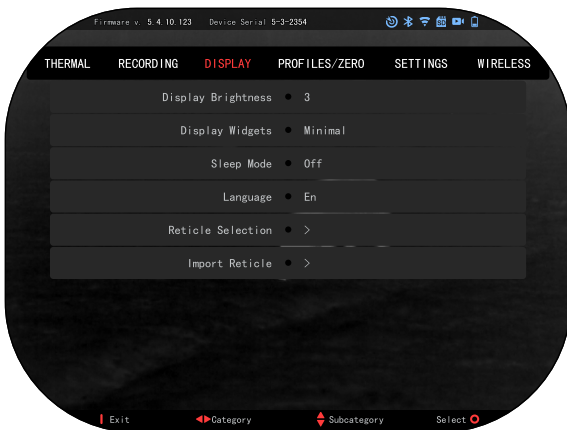 Firmware v. 5.4.10.123 Device Serial 5-3-2354
THERMAL RECORDING DISPLAY PROFILES/ZERO SETTINGS WIRELESS
Display Brightness 3
Display Widgets Minimal
Sleep Mode Off
Language En
Reticle Selection >
Import Reticle >
Exit Category Subcategory Select